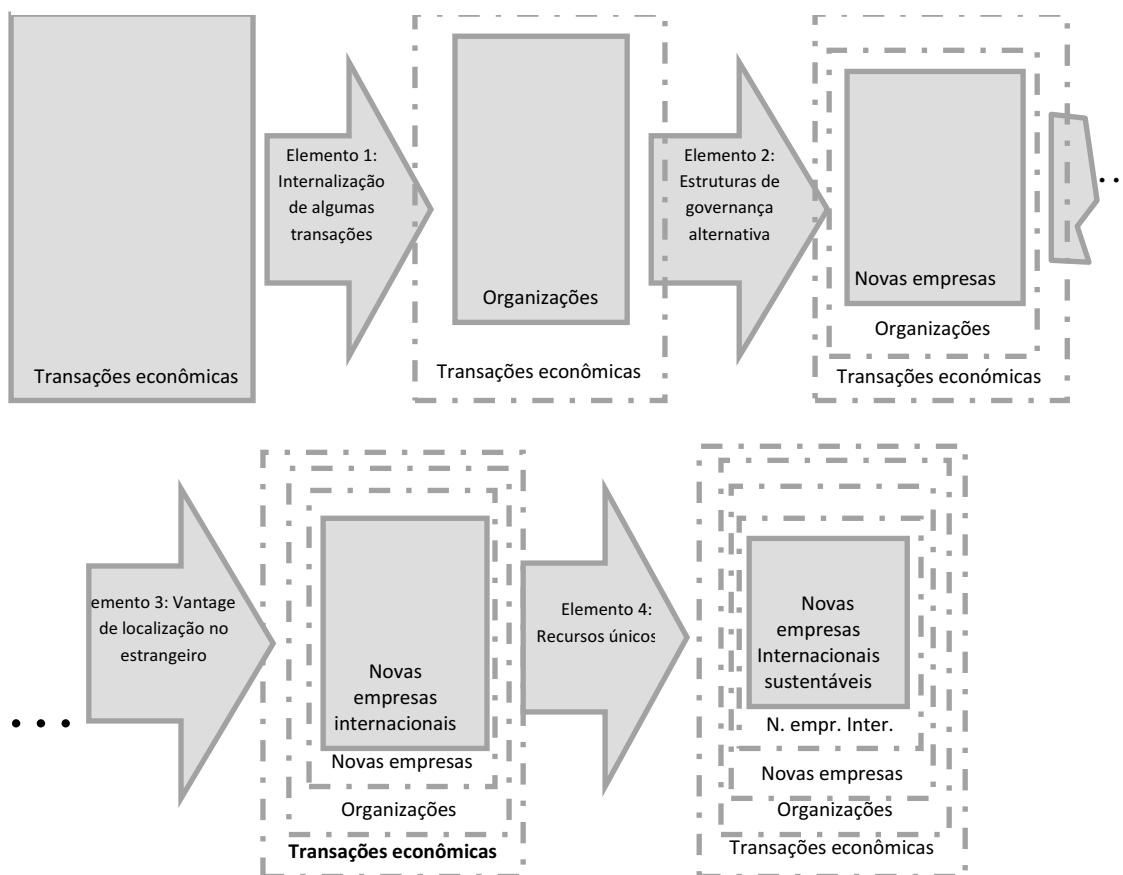 Elemento 1:
Internalização
de algumas
transações
Elemento 2:
Estruturas de
governança
alternativa
Organizações
Novas empresas
Organizações
Transações econômicas
Transações econômicas
Transações económicas
emento 3: Vantage
de localização no
estrangeiro
Elemento 4:
Recursos únicos
Novas
empresas
internacionais
Novas empresas
Organizações
Transações econômicas
Novas
empresas
Internacionais
sustentáveis
N. empr. Inter.
Novas empresas
Organizações
Transações econômicas